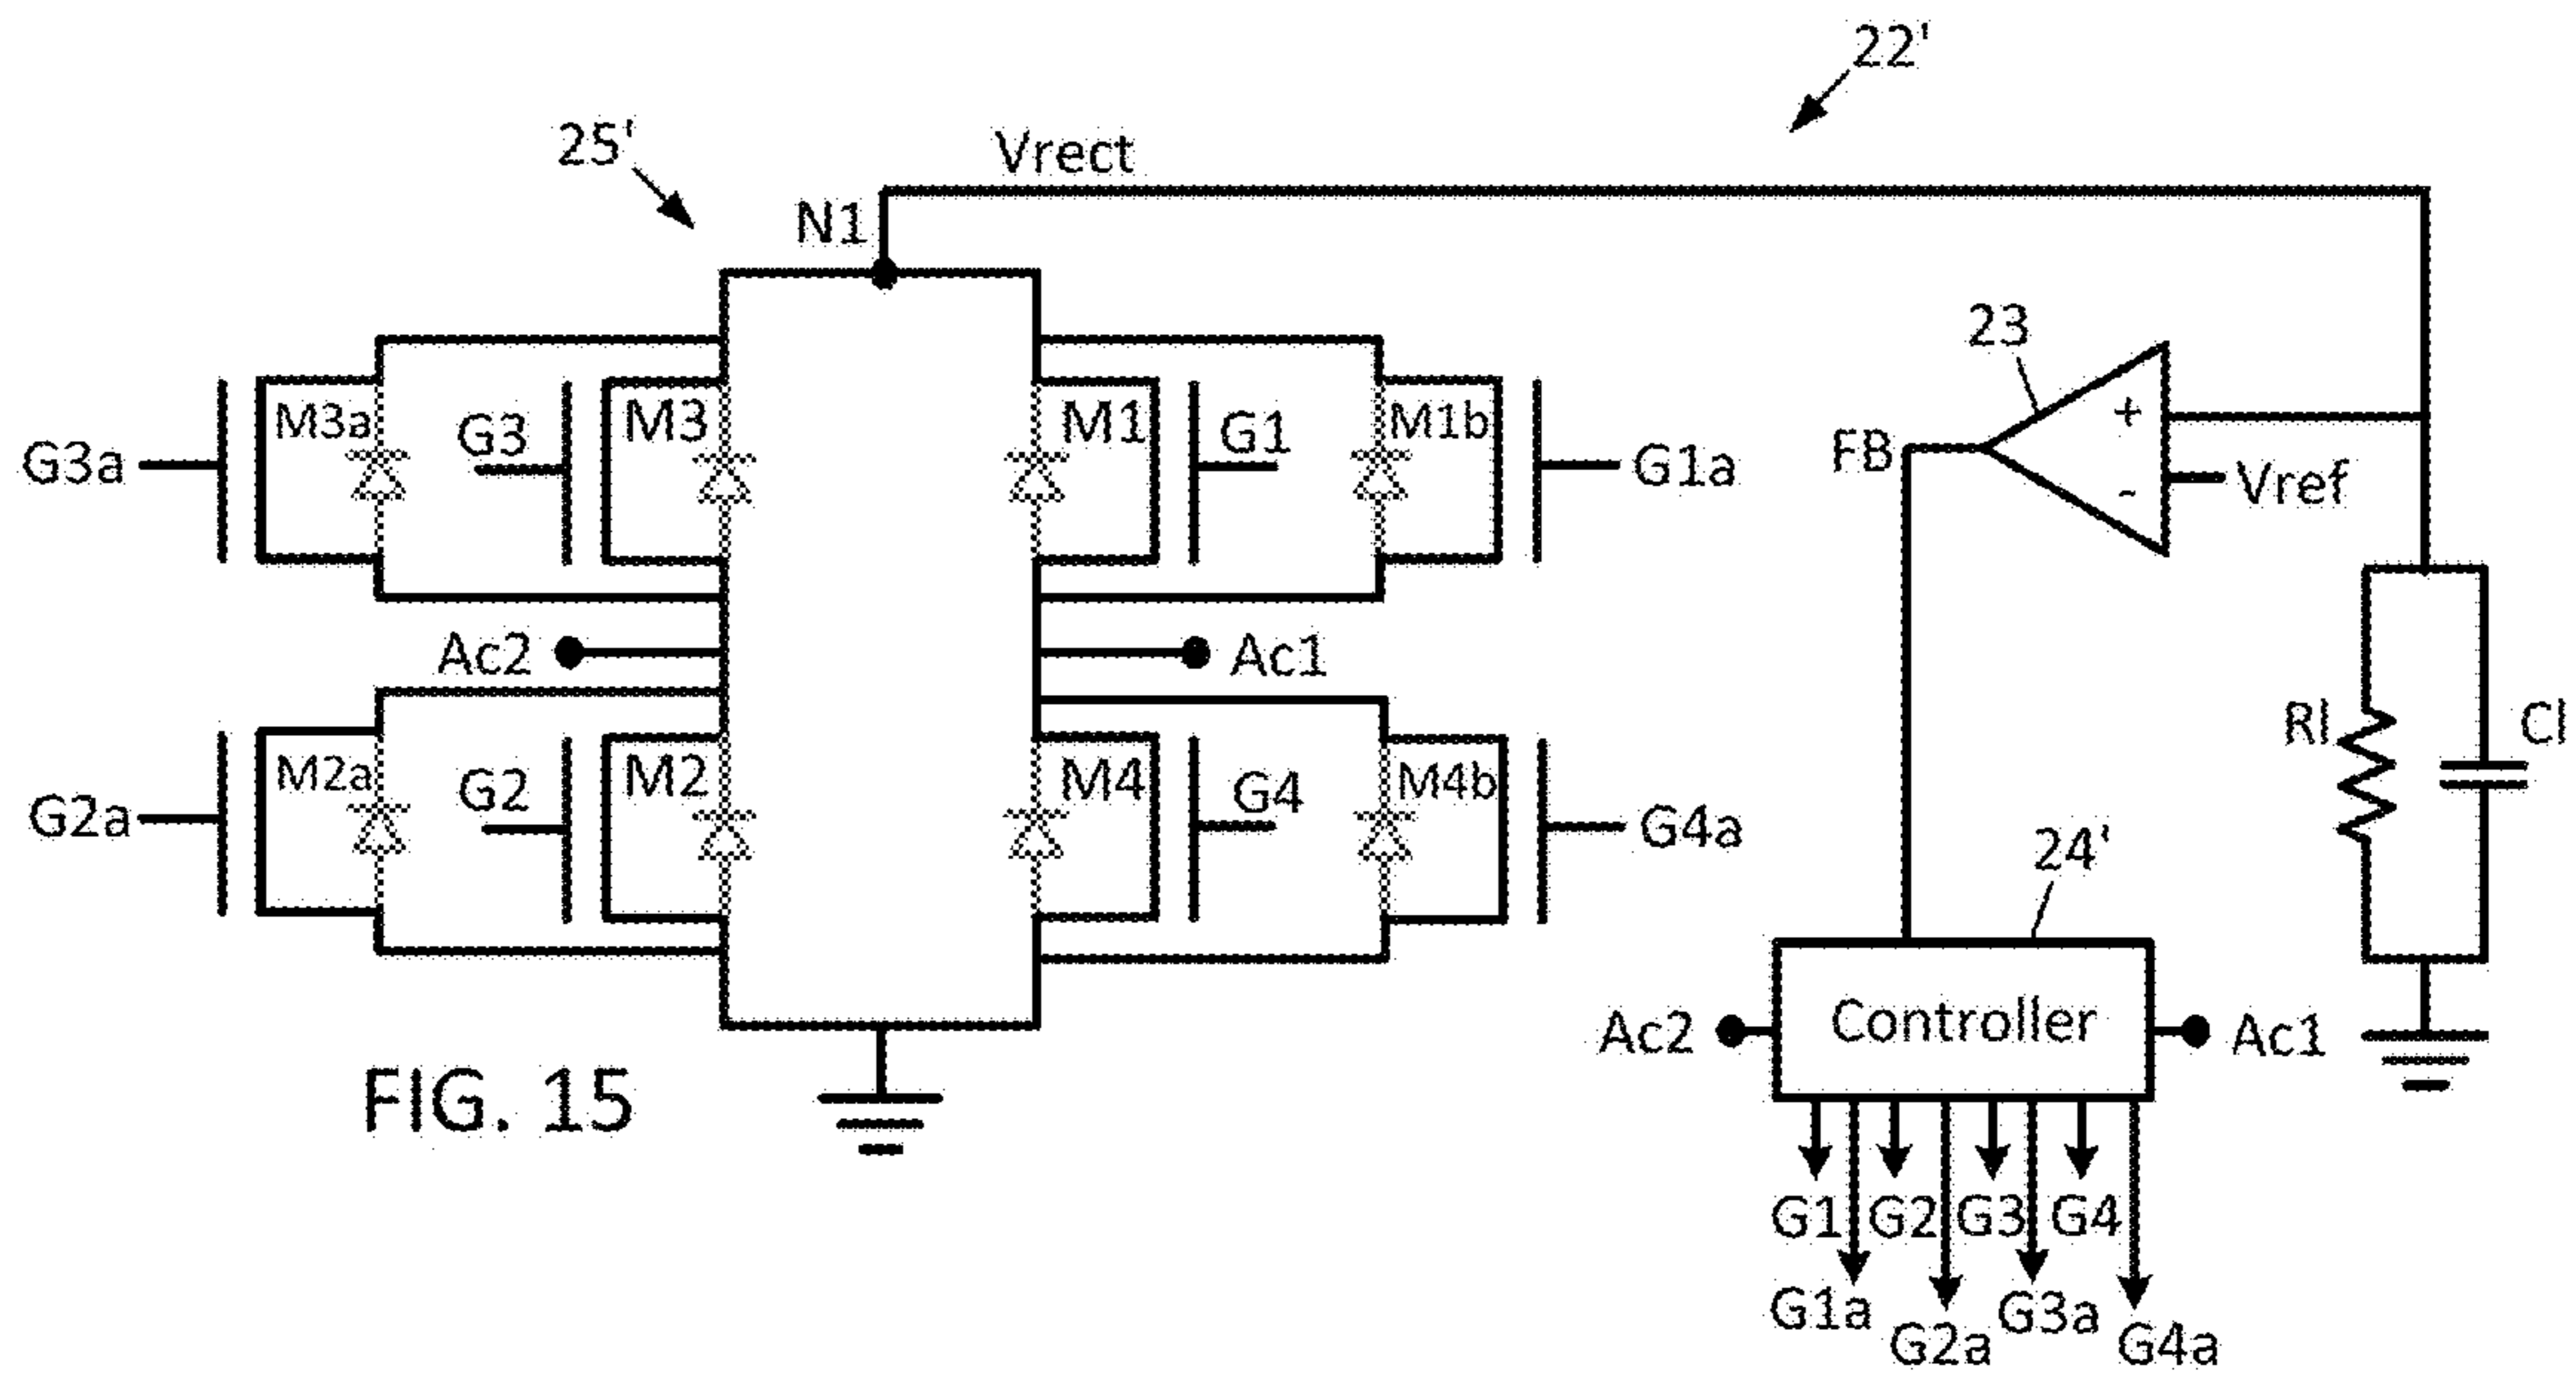 22'
25'
Vrect
N1
23
M3a
G3
M3
M1
G1
M1b
+
G3a
G1a
FB
-
Vref
Ac2
Ac1
M2a
G2
M2
M4
G4
M4b
Rl
Cl
G2a
G4a
24'
Ac2
Controller
Ac1
FIG. 15
G1
G2
G3
G4
G1a
G2a
G3a
G4a